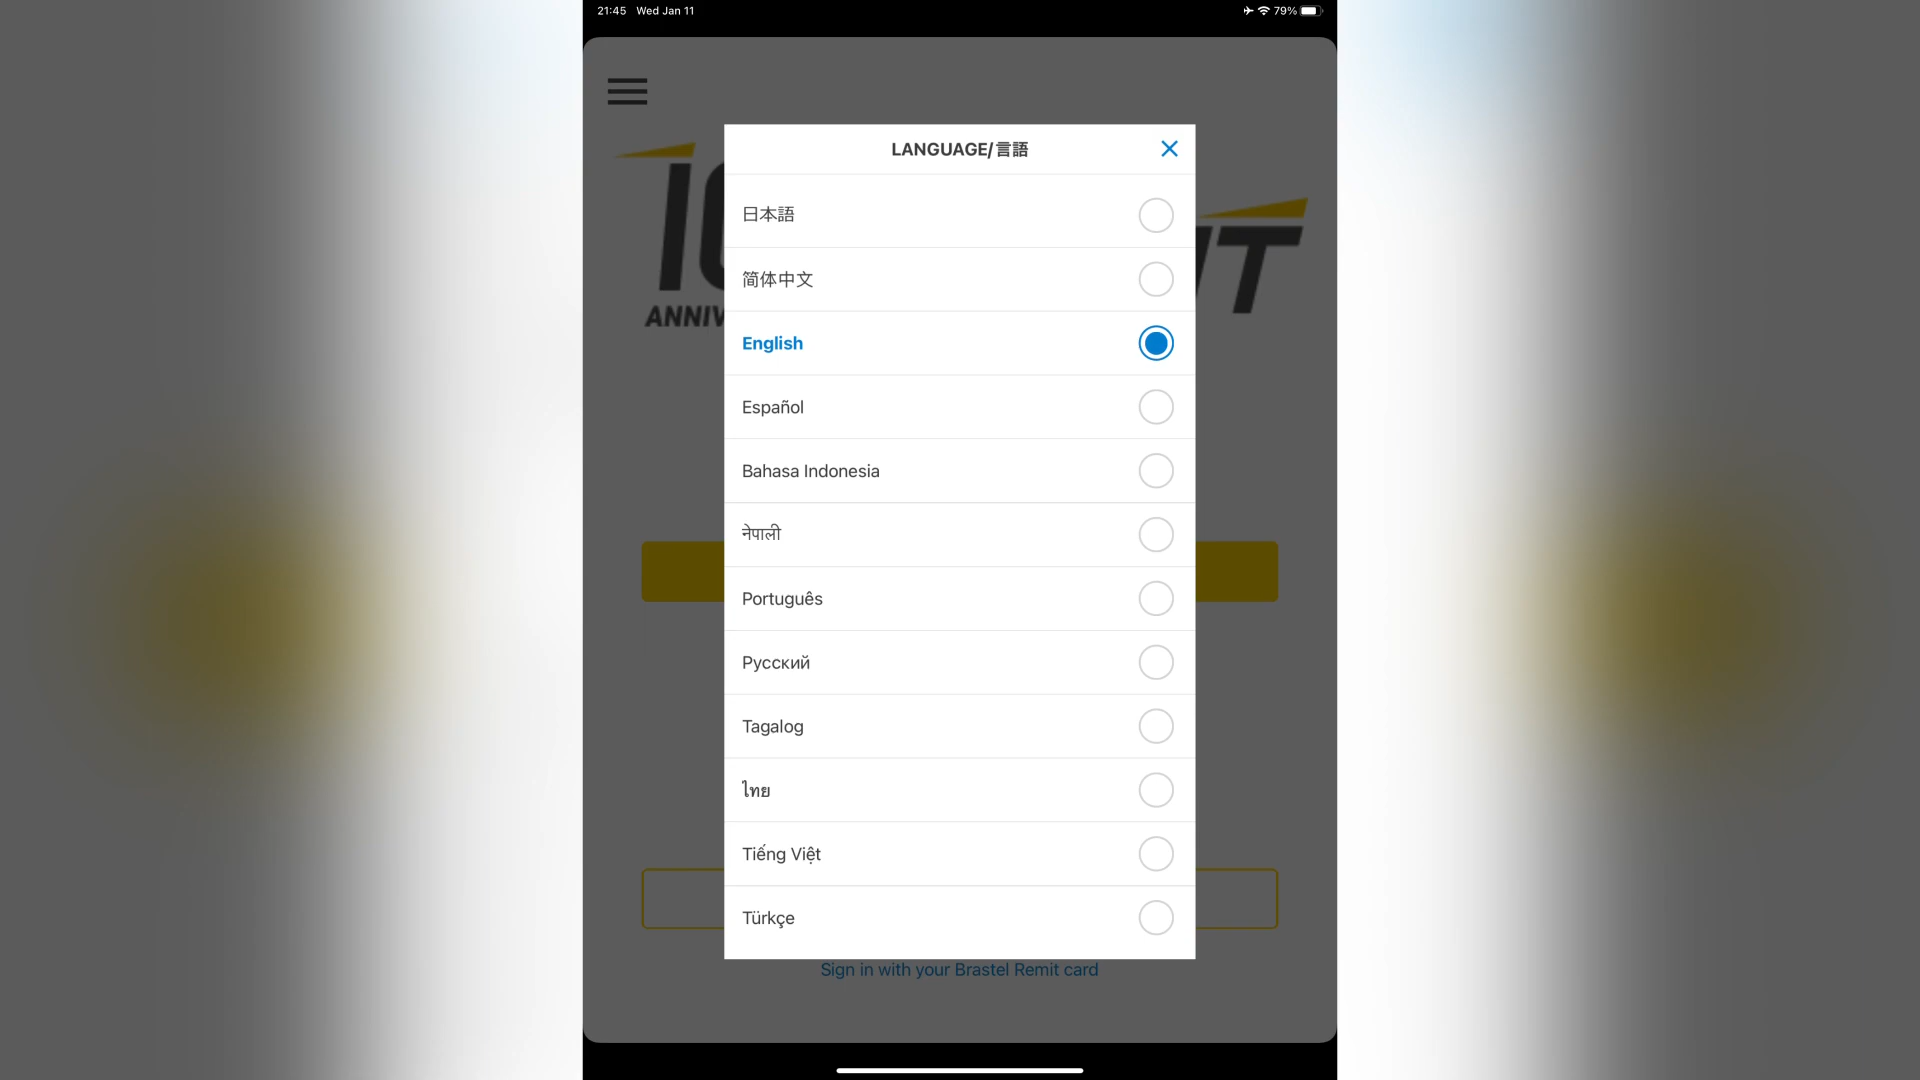 21:45 Wed Jan 11
79%
LANGUAGE/言語
日本語
简体中文
English
Español
Bahasa Indonesia
नेपाली
Português
Русский
Tagalog
ไทย
Tiếng Việt
Türkçe
Sign in with your Brastel Remit card